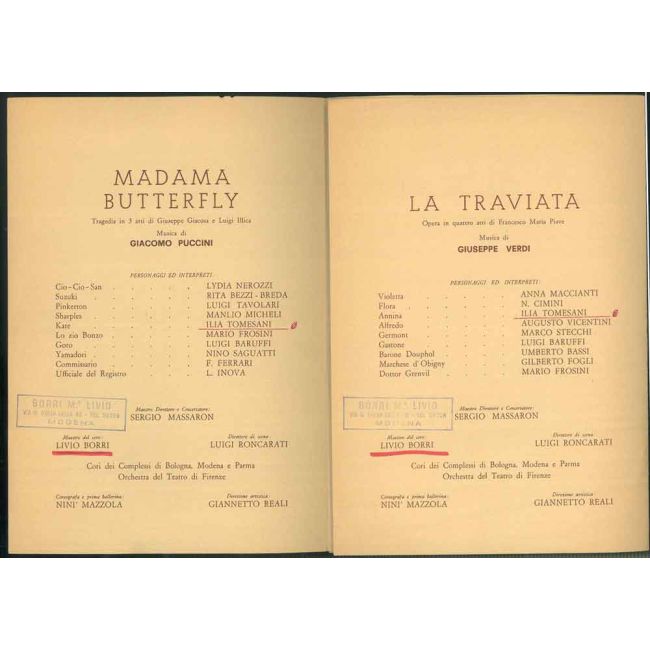 MADAMA
BUTTERFLY
Tragedia in 3 atti di Giuseppe Giacosa e Luigi Illica
Musica di
GIACOMO PUCCINI
PERSONAGGI ED INTERPRETI:
Cio-Cio-San . . . . . LYDIA NEROZZI
Suzuki . . . . . RITA BEZZI-BREDA
Pinkerton . . . . . LUIGI TAVOLARI
Sharples . . . . . MANLIO MICHELI
Kate . . . . . ILIA TOMESANI
Lo zio Bonzo . . . . MARIO FROSINI
Goro . . . . . LUIGI BARUFFI
Yamadori . . . . . NINO SAGUATTI
Commissario . . . . F. FERRARI
Ufficiale del Registro . . . L. INOVA
BORRI M.° LIVIO
MODENA
Maestro Direttore e Concertatore:
SERGIO MASSARON
Maestro del coro:
LIVIO BORRI
Direttore di scena
LUIGI RONCARATI
Cori dei Complessi di Bologna, Modena e Parma
Orchestra del Teatro di Firenze
Coreografa e prima ballerina:
NINI' MAZZOLA
Direzione artistica:
GIANNETTO REALI
LA TRAVIATA
Opera in quattro atti di Francesco Maria Piave
Musica di
GIUSEPPE VERDI
PERSONAGGI ED INTERPRETI:
Violetta . . . . . ANNA MACCIANTI
Flora . . . . . N. CIMINI
Annina . . . . . ILIA TOMESANI
Alfredo . . . . . AUGUSTO VICENTINI
Germont . . . . . MARCO STECCHI
Gastone . . . . . LUIGI BARUFFI
Barone Douphol . . . . UMBERTO BASSI
Marchese d'Obigny . . . GILBERTO FOGLI
Dottor Grenvil . . . . MARIO FROSINI
BORRI M.° LIVIO
MODENA
Maestro Direttore e Concertatore:
SERGIO MASSARON
Maestro del coro:
LIVIO BORRI
Direttore di scena
LUIGI RONCARATI
Cori dei Complessi di Bologna, Modena e Parma
Orchestra del Teatro di Firenze
Coreografa e prima ballerina:
NINI' MAZZOLA
Direzione artistica:
GIANNETTO REALI